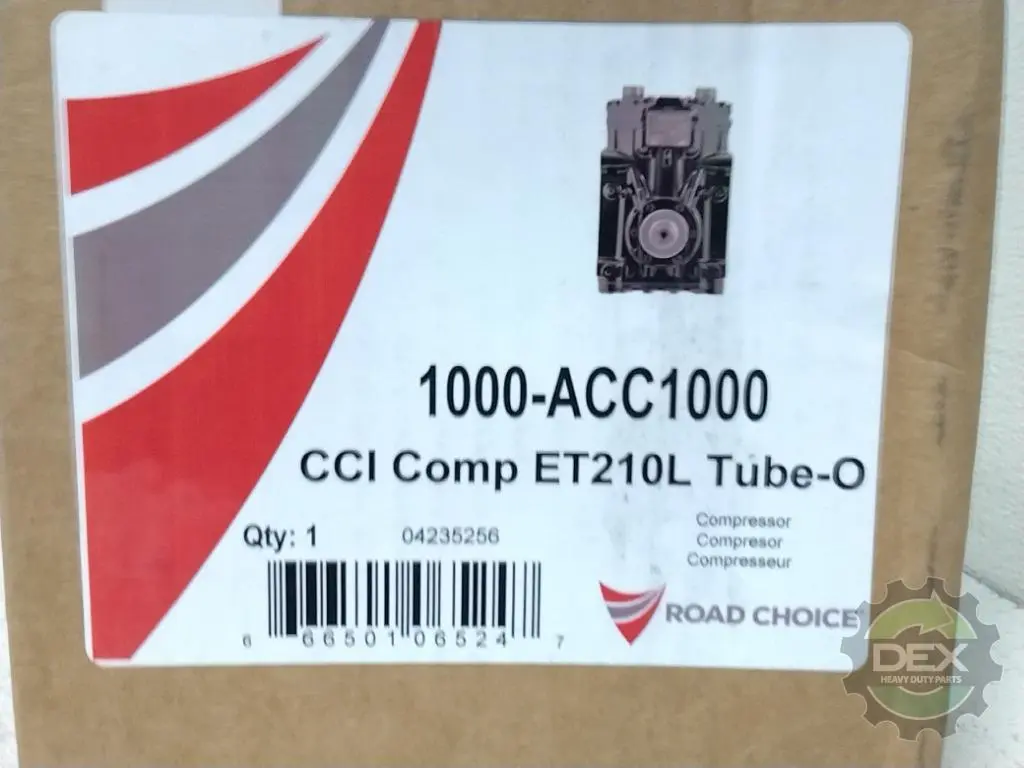 1000-ACC1000
CCI Comp ET210L Tube-O
Qty: 1
04235256
Compressor
Compresor
Compresseur
6 66501 06524 7
ROAD CHOICE
DEX
HEAVY DUTY PARTS